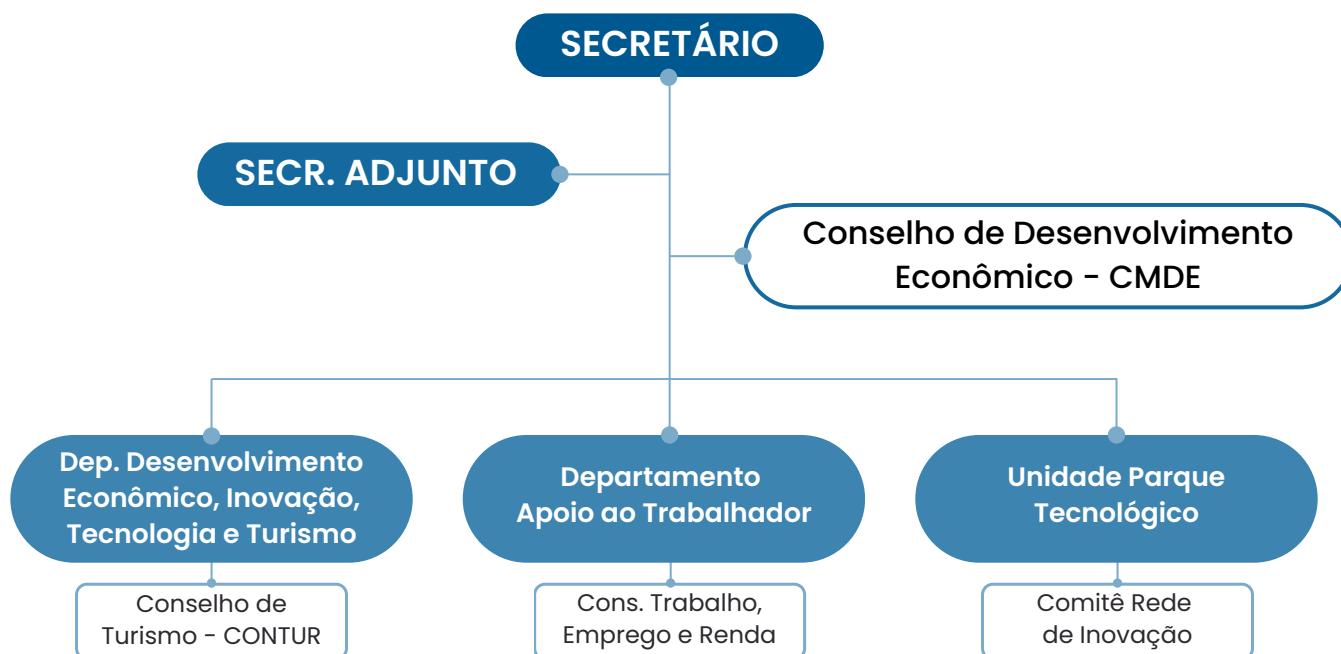 SECRETÁRIO
SECR. ADJUNTO
Conselho de Desenvolvimento
Econômico - CMDE
Dep. Desenvolvimento
Econômico, Inovação,
Tecnologia e Turismo
Departamento
Apoio ao Trabalhador
Unidade Parque
Tecnológico
Conselho de
Turismo - CONTUR
Cons. Trabalho,
Emprego e Renda
Comitê Rede
de Inovação